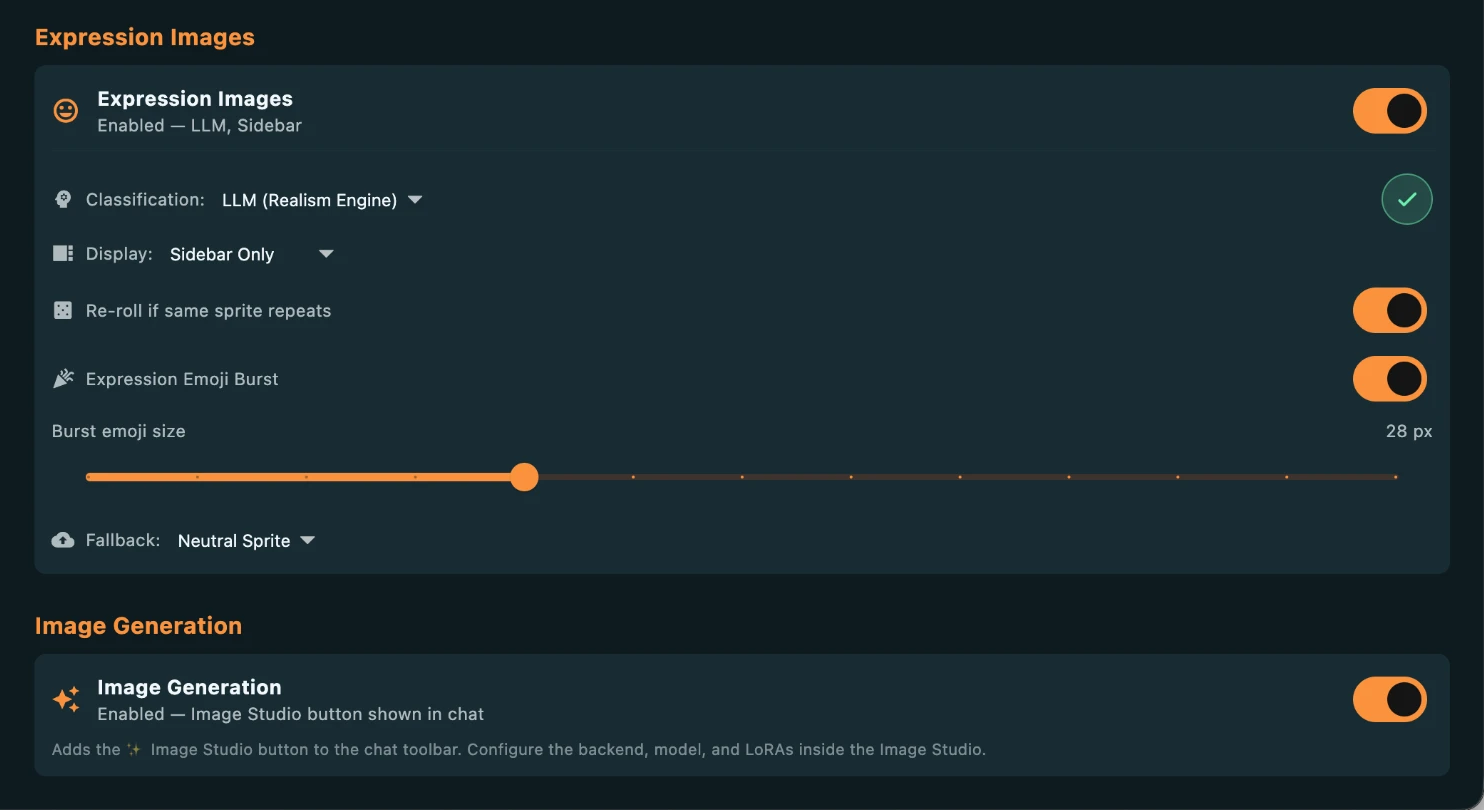 Expression Images
Expression Images
Enabled — LLM, Sidebar
Classification: LLM (Realism Engine)
Display: Sidebar Only
Re-roll if same sprite repeats
Expression Emoji Burst
Burst emoji size 28 px
Fallback: Neutral Sprite
Image Generation
Image Generation
Enabled — Image Studio button shown in chat
Adds the ✨ Image Studio button to the chat toolbar. Configure the backend, model, and LoRAs inside the Image Studio.